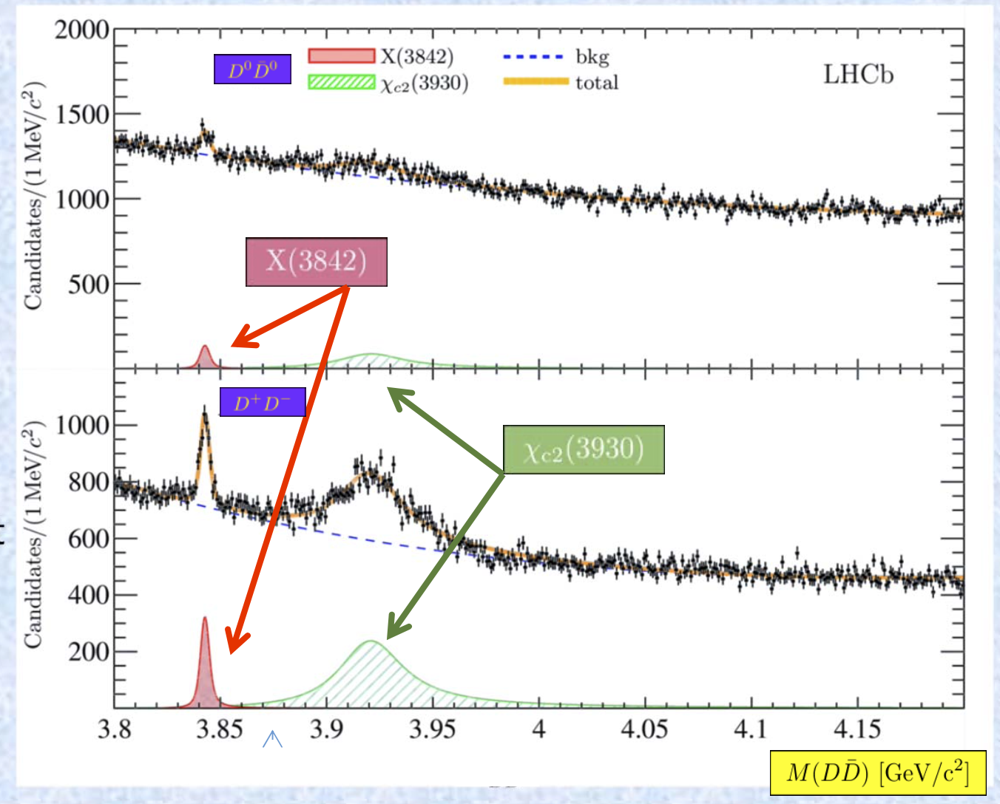 2000
1500
1000
500
Candidates/(1 MeV/c²)
D⁰D̄⁰
X(3842)
χc2(3930)
bkg
total
LHCb
X(3842)
1000
800
600
400
200
Candidates/(1 MeV/c²)
D⁺D⁻
χc2(3930)
3.8 3.85 3.9 3.95 4 4.05 4.1 4.15
M(DD̄) [GeV/c²]